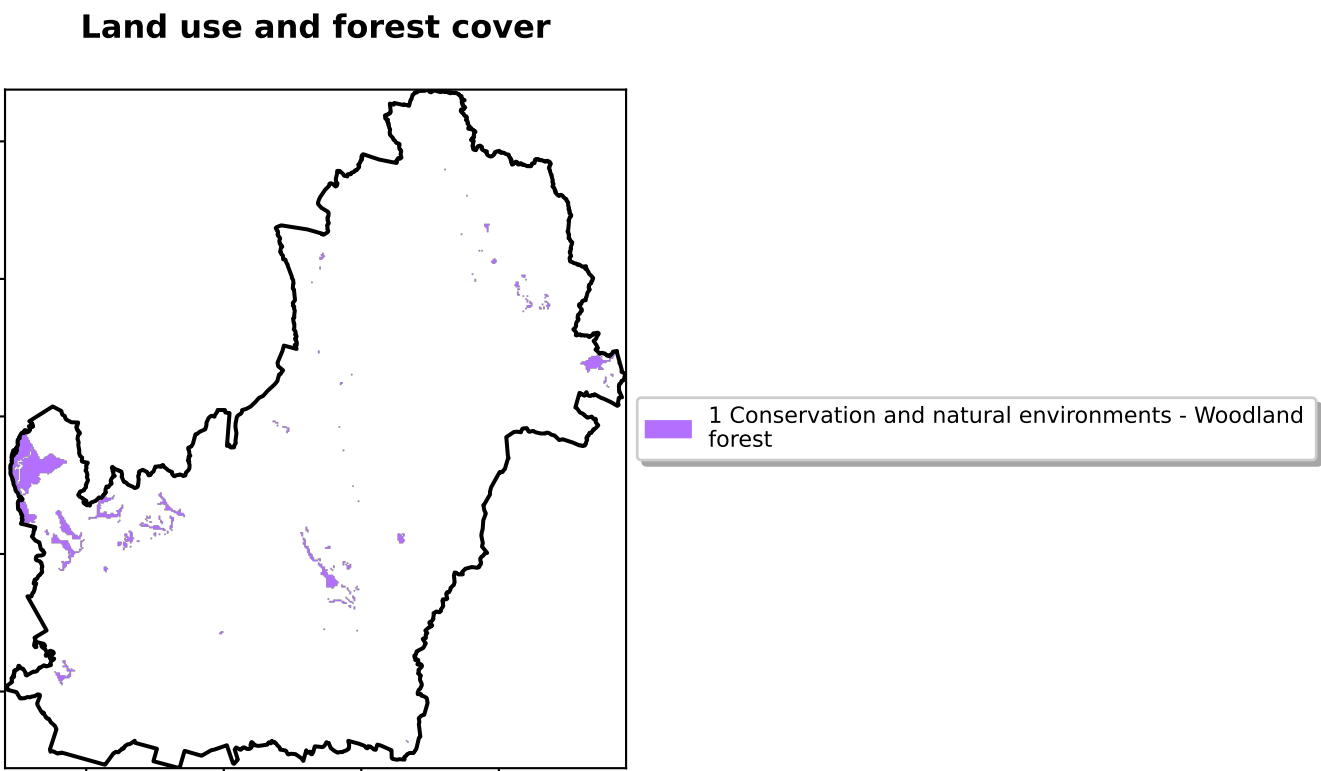 Land use and forest cover
1 Conservation and natural environments - Woodland
forest